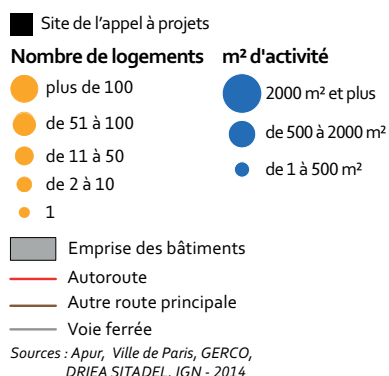 Site de l'appel à projets
Nombre de logements
plus de 100
de 51 à 100
de 11 à 50
de 2 à 10
1
m² d'activité
2000 m² et plus
de 500 à 2000 m²
de 1 à 500 m²
Emprise des bâtiments
Autoroute
Autre route principale
Voie ferrée
Sources : Apur, Ville de Paris, GERCO,
DRIEA SITADEL, IGN - 2014